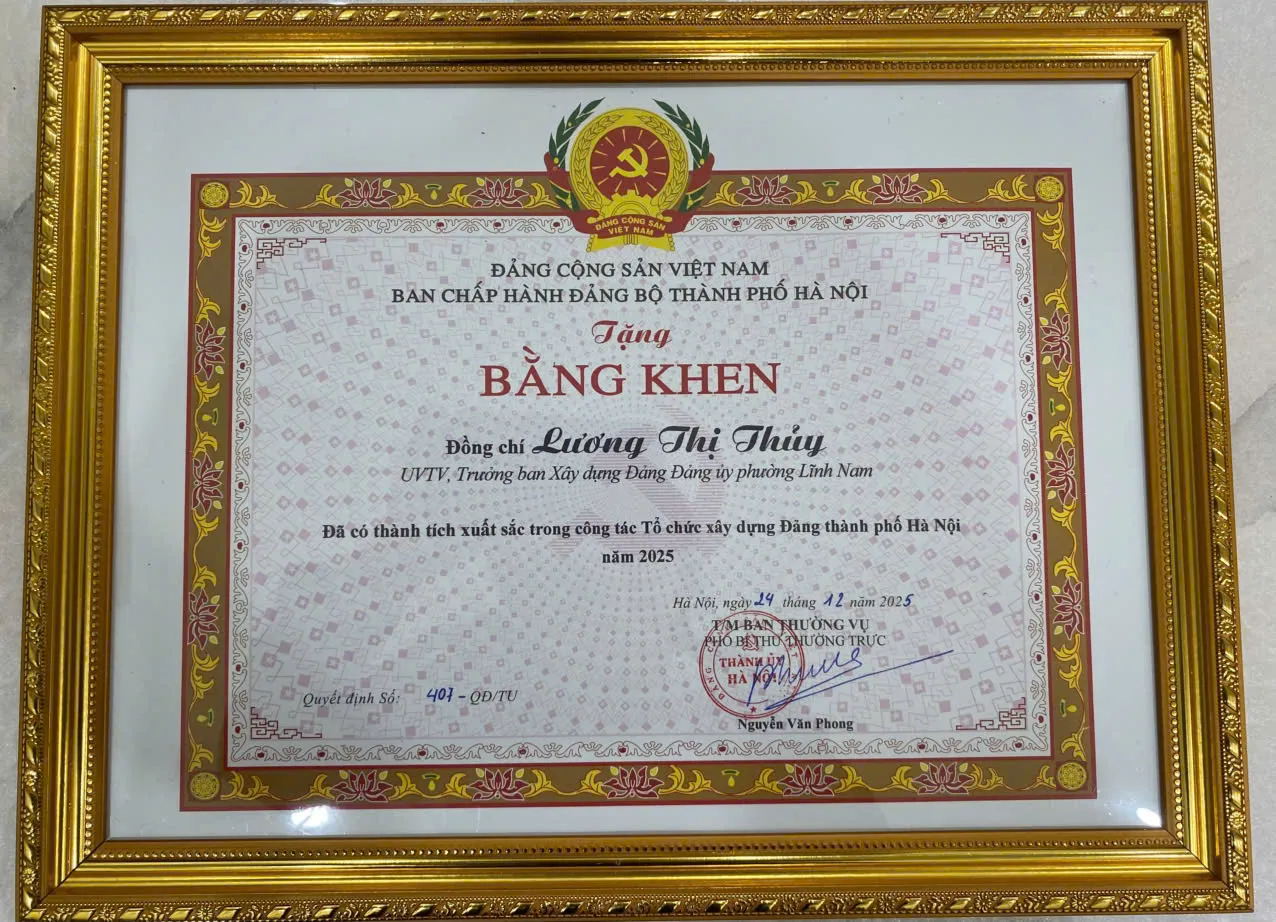 ĐẢNG CỘNG SẢN
VIỆT NAM
ĐẢNG CỘNG SẢN VIỆT NAM
BAN CHẤP HÀNH ĐẢNG BỘ THÀNH PHỐ HÀ NỘI
Tặng
BẰNG KHEN
Đồng chí Lương Thị Thủy
UVTV, Trưởng ban Xây dựng Đảng Đảng ủy phường Lĩnh Nam
Đã có thành tích xuất sắc trong công tác Tổ chức xây dựng Đảng thành phố Hà Nội
năm 2025
Hà Nội, ngày 24 tháng 12 năm 2025
T/M BAN THƯỜNG VỤ
PHÓ BÍ THƯ THƯỜNG TRỰC
THÀNH ỦY
HÀ NỘI
Quyết định Số: 407 - QĐ/TU
Nguyễn Văn Phong